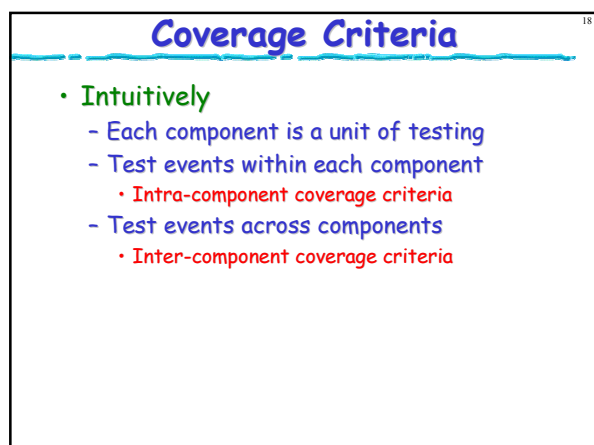 18
Coverage Criteria
• Intuitively
– Each component is a unit of testing
– Test events within each component
• Intra-component coverage criteria
– Test events across components
• Inter-component coverage criteria